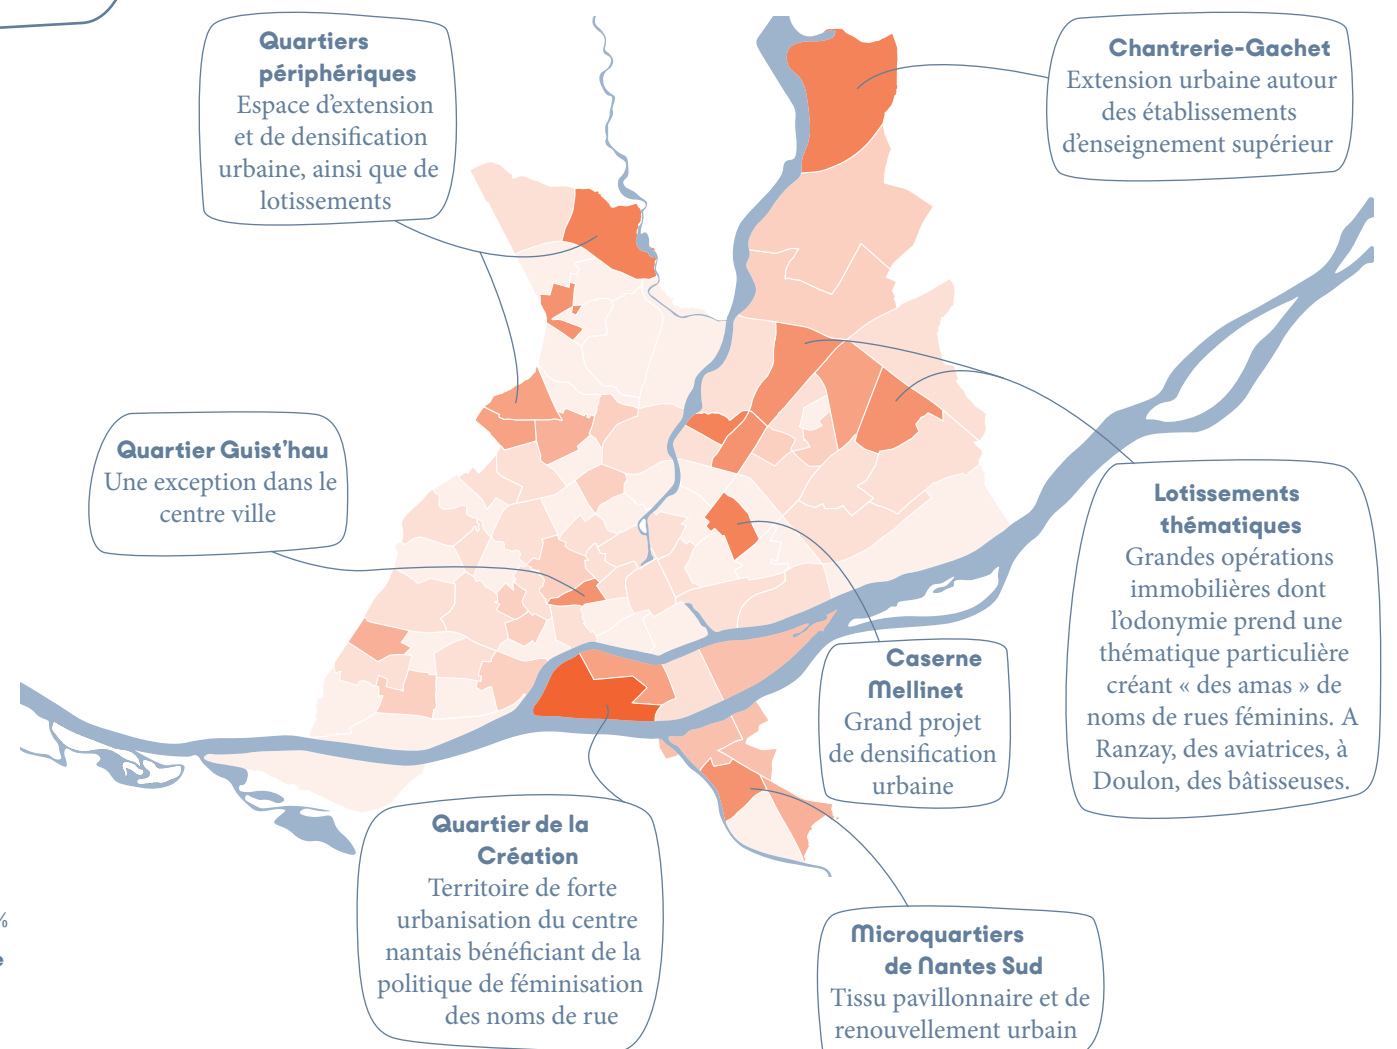 Quartiers
périphériques
Espace d'extension
et de densification
urbaine, ainsi que de
lotissements
Chantrerie-Gachet
Extension urbaine autour
des établissements
d'enseignement supérieur
Quartier Guist'hau
Une exception dans le
centre ville
Lotissements
thématiques
Grandes opérations
immobilières dont
l'odonymie prend une
thématique particulière
créant « des amas » de
noms de rues féminins. A
Ranzay, des aviatrices, à
Doulon, des bâtisseuses.
Caserne
Mellinet
Grand projet
de densification
urbaine
Quartier de la
Création
Territoire de forte
urbanisation du centre
nantais bénéficiant de la
politique de féminisation
des noms de rue
Microquartiers
de Nantes Sud
Tissu pavillonnaire et de
renouvellement urbain
%
e